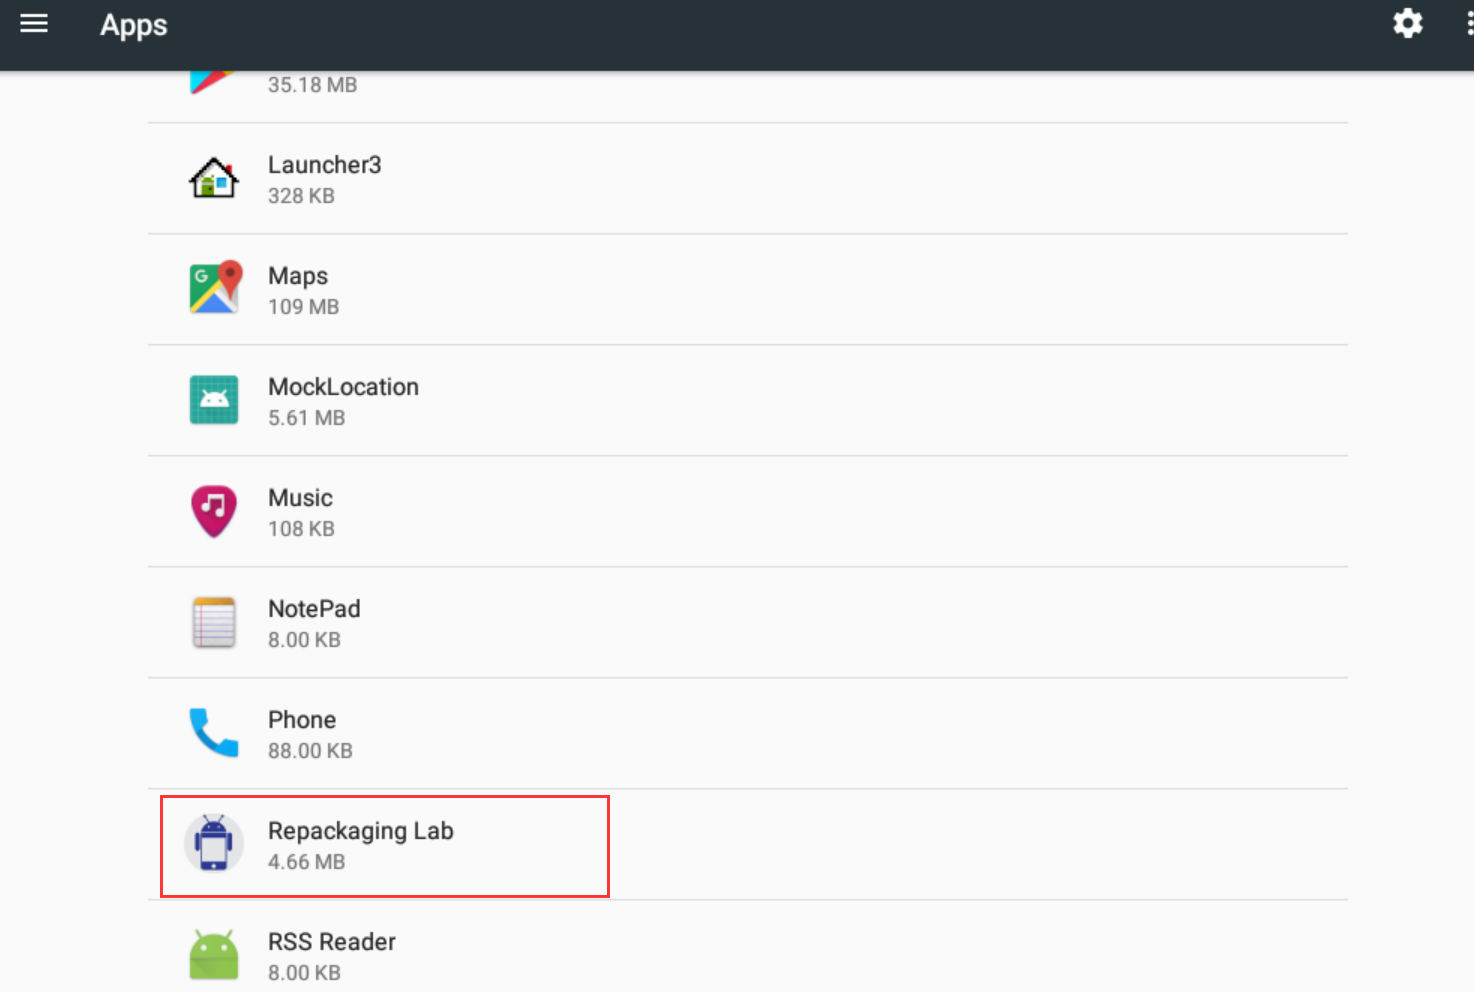 Apps
35.18 MB
Launcher3
328 KB
G
Maps
109 MB
MockLocation
5.61 MB
Music
108 KB
NotePad
8.00 KB
Phone
88.00 KB
Repackaging Lab
4.66 MB
RSS Reader
8.00 KB